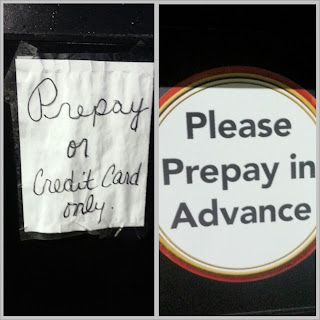 Prepay
or
Credit Card
only.
Please
Prepay in
Advance